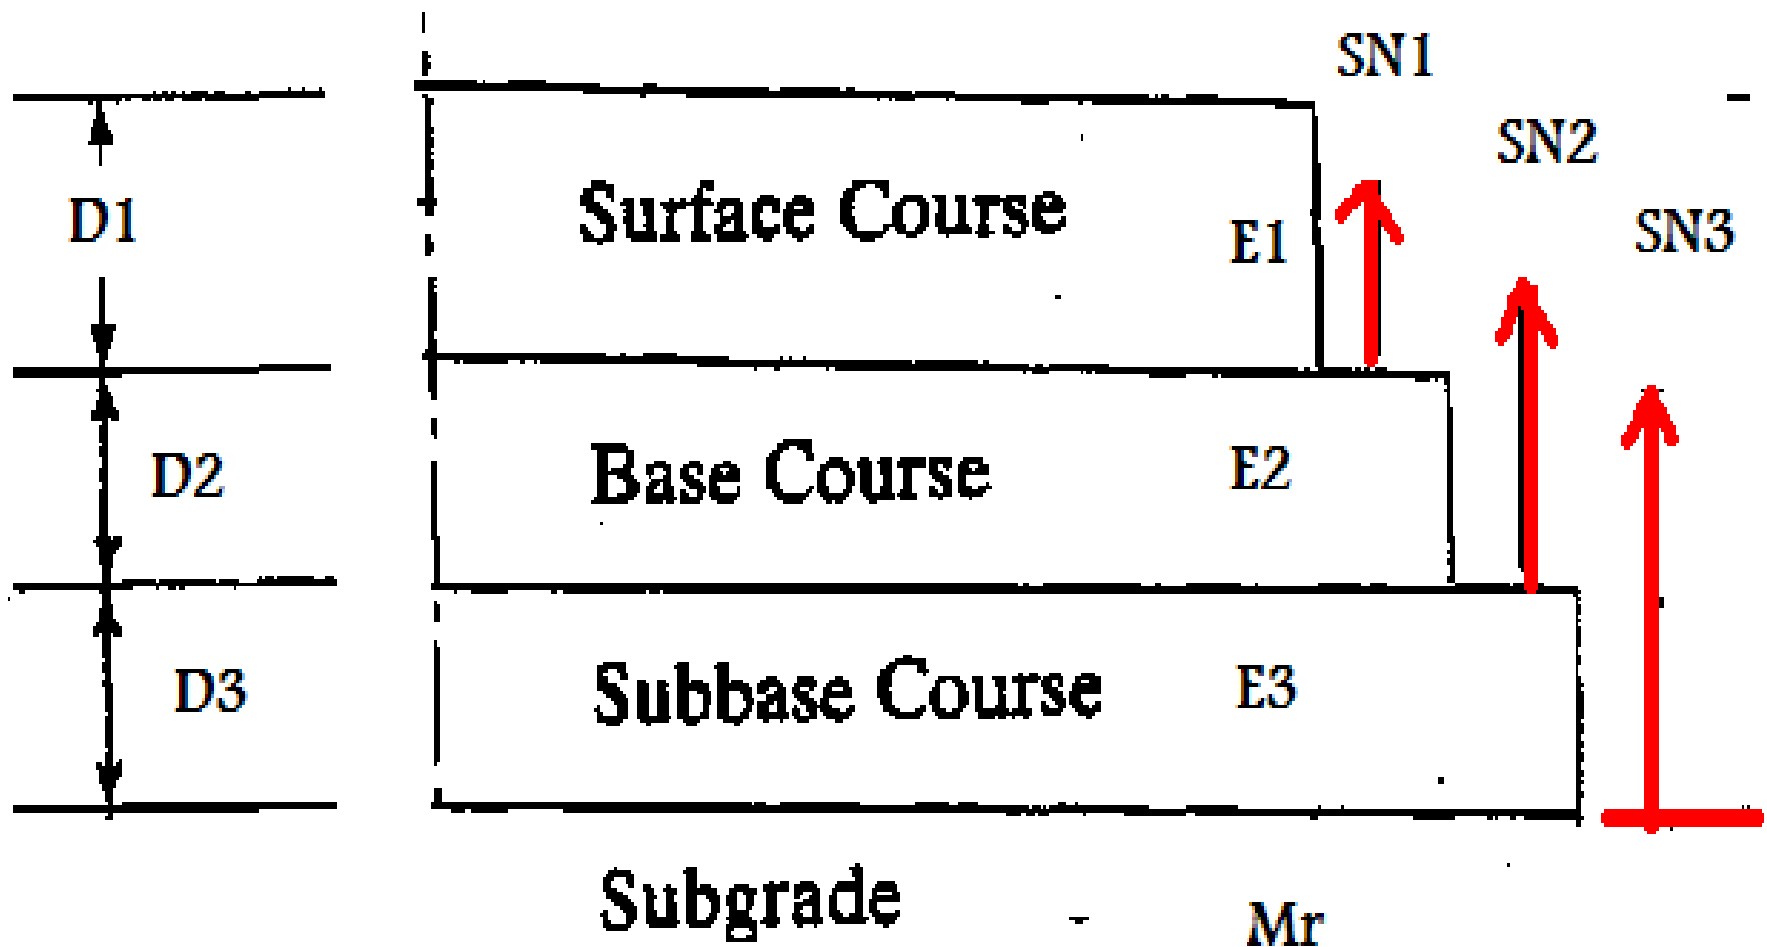 SN1
SN2
D1
Surface Course
E1
SN3
D2
Base Course
E2
D3
Subbase Course
E3
Subgrade
Mr